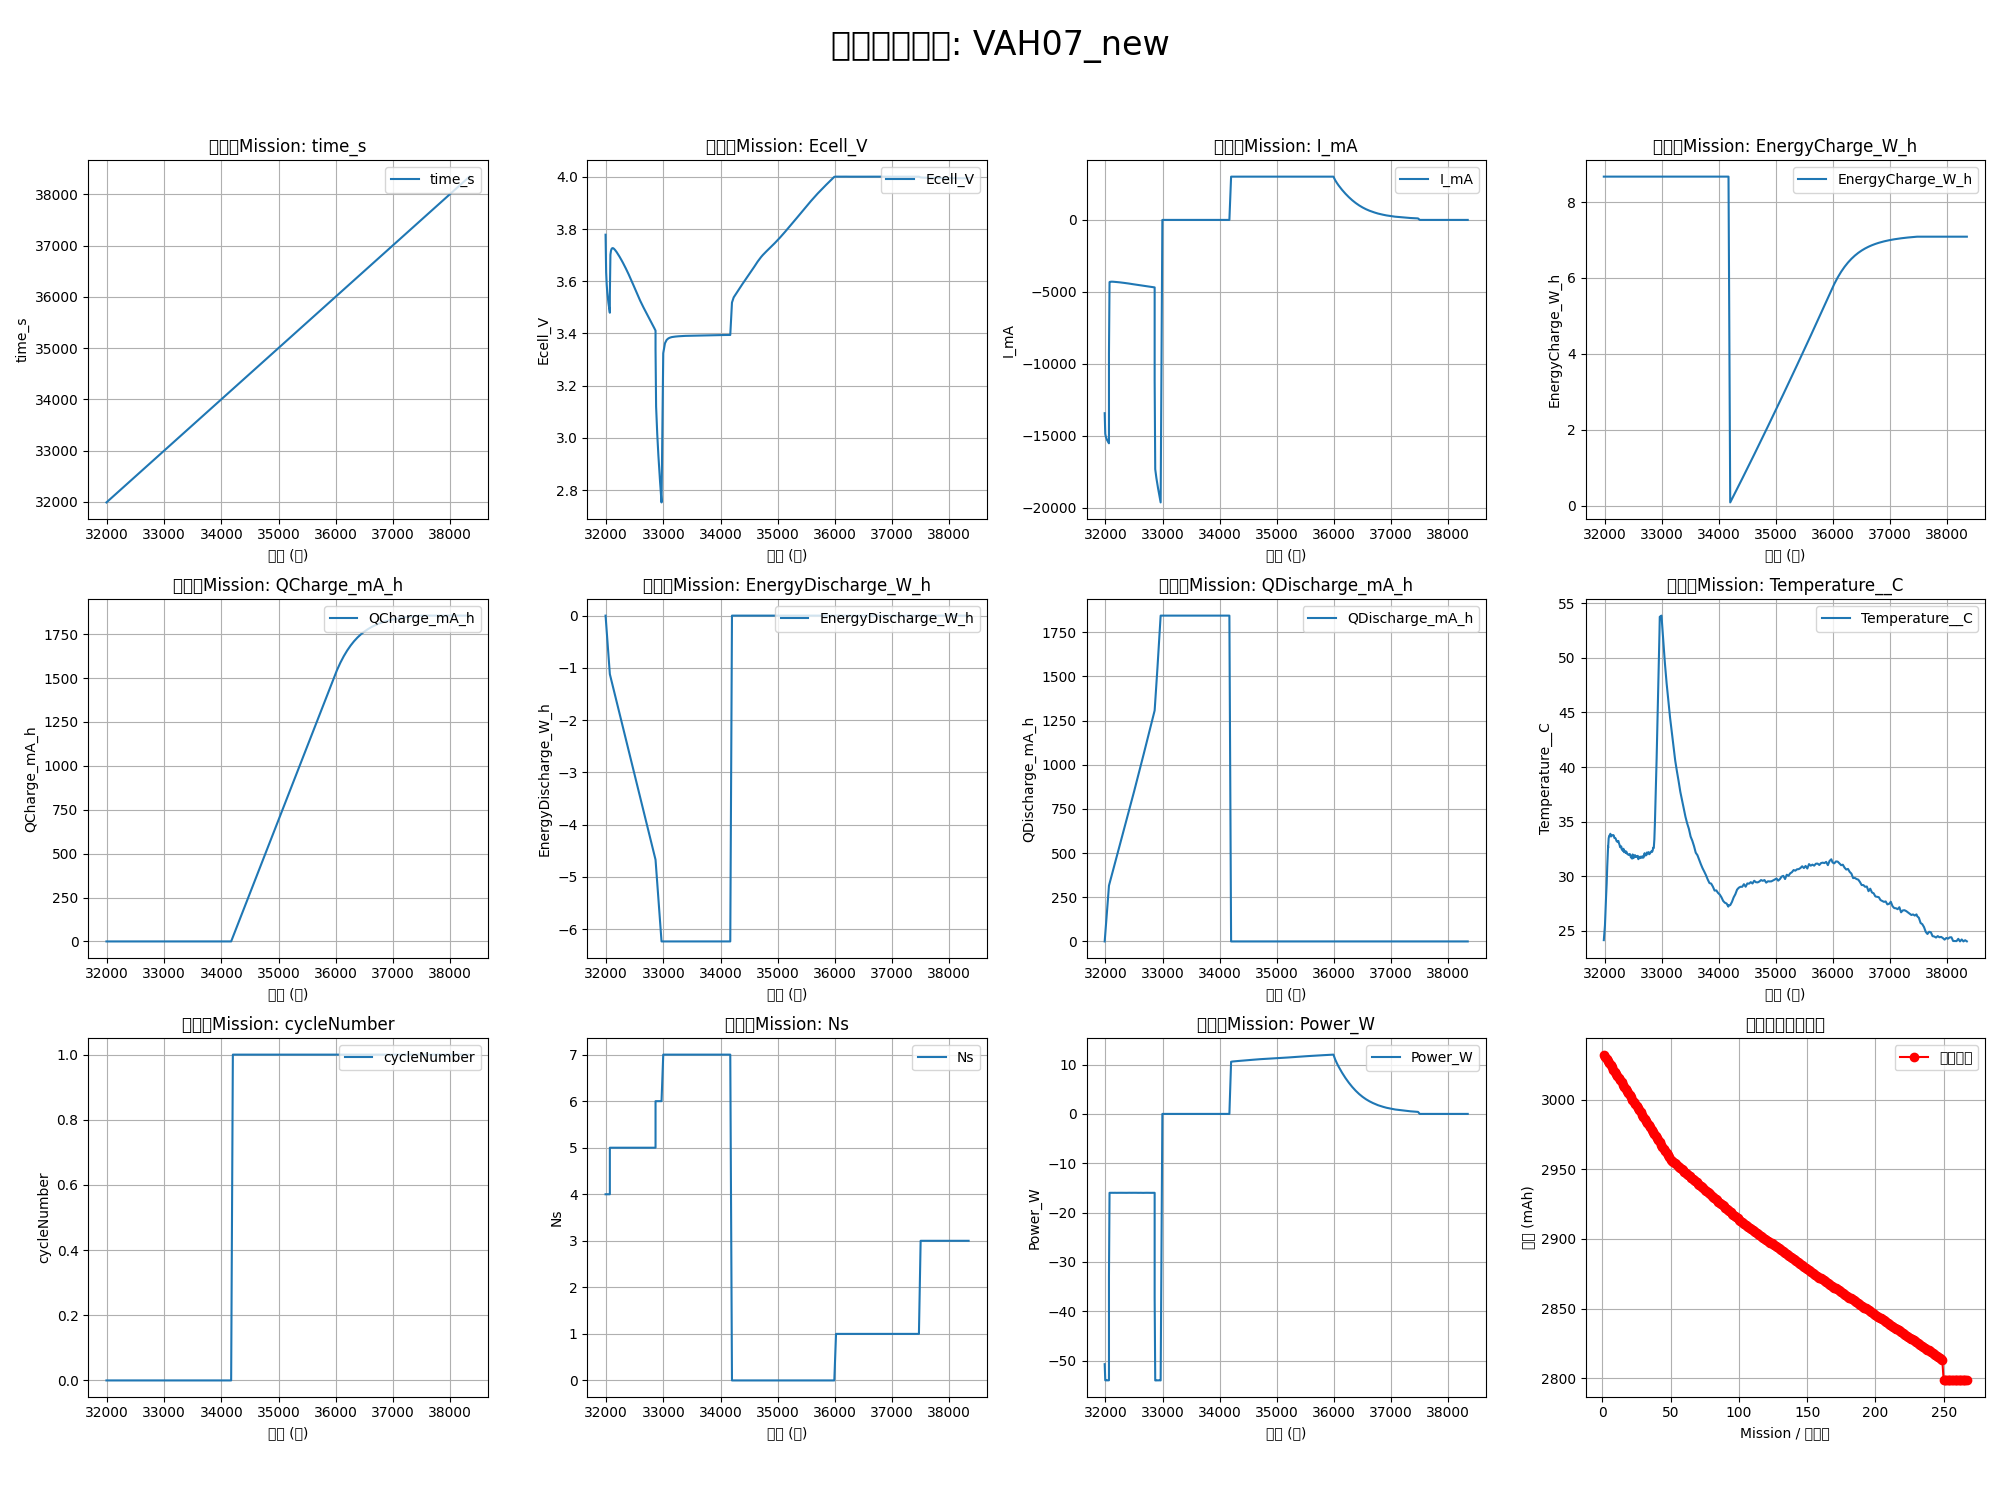 : VAH07_new
Mission: time_s
time_s
38000
37000
36000
35000
34000
33000
32000
time_s
32000 33000 34000 35000 36000 37000 38000
( )
Mission: Ecell_V
Ecell_V
4.0
3.8
3.6
3.4
3.2
3.0
2.8
Ecell_V
32000 33000 34000 35000 36000 37000 38000
( )
Mission: I_mA
I_mA
0
−5000
−10000
−15000
−20000
I_mA
32000 33000 34000 35000 36000 37000 38000
( )
Mission: EnergyCharge_W_h
EnergyCharge_W_h
8
6
4
2
0
EnergyCharge_W_h
32000 33000 34000 35000 36000 37000 38000
( )
Mission: QCharge_mA_h
QCharge_mA_h
1750
1500
1250
1000
750
500
250
0
QCharge_mA_h
32000 33000 34000 35000 36000 37000 38000
( )
Mission: EnergyDischarge_W_h
EnergyDischarge_W_h
0
−1
−2
−3
−4
−5
−6
EnergyDischarge_W_h
32000 33000 34000 35000 36000 37000 38000
( )
Mission: QDischarge_mA_h
QDischarge_mA_h
1750
1500
1250
1000
750
500
250
0
QDischarge_mA_h
32000 33000 34000 35000 36000 37000 38000
( )
Mission: Temperature__C
Temperature__C
55
50
45
40
35
30
25
Temperature__C
32000 33000 34000 35000 36000 37000 38000
( )
Mission: cycleNumber
cycleNumber
1.0
0.8
0.6
0.4
0.2
0.0
cycleNumber
32000 33000 34000 35000 36000 37000 38000
( )
Mission: Ns
Ns
7
6
5
4
3
2
1
0
Ns
32000 33000 34000 35000 36000 37000 38000
( )
Mission: Power_W
Power_W
10
0
−10
−20
−30
−40
−50
Power_W
32000 33000 34000 35000 36000 37000 38000
( )
3000
2950
2900
2850
2800
(mAh)
0 50 100 150 200 250
Mission /